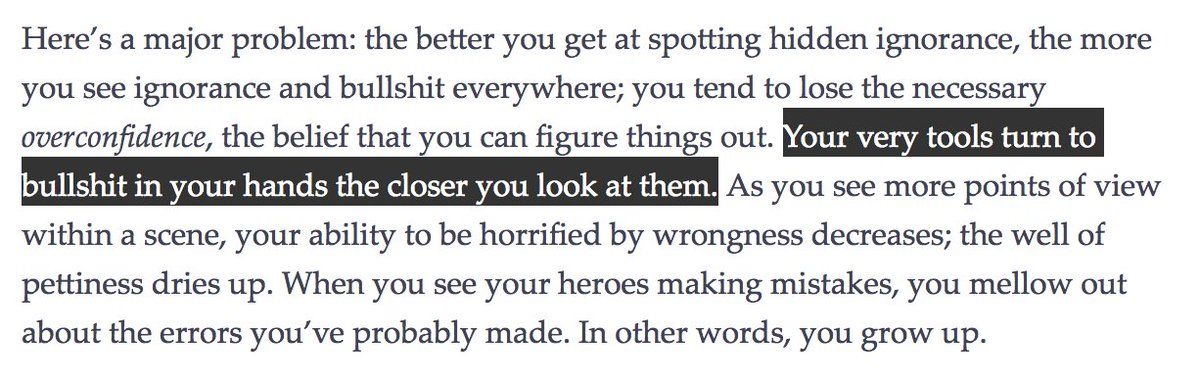 Here’s a major problem: the better you get at spotting hidden ignorance, the more
you see ignorance and bullshit everywhere; you tend to lose the necessary
overconfidence, the belief that you can figure things out. Your very tools turn to
bullshit in your hands the closer you look at them. As you see more points of view
within a scene, your ability to be horrified by wrongness decreases; the well of
pettiness dries up. When you see your heroes making mistakes, you mellow out
about the errors you’ve probably made. In other words, you grow up.